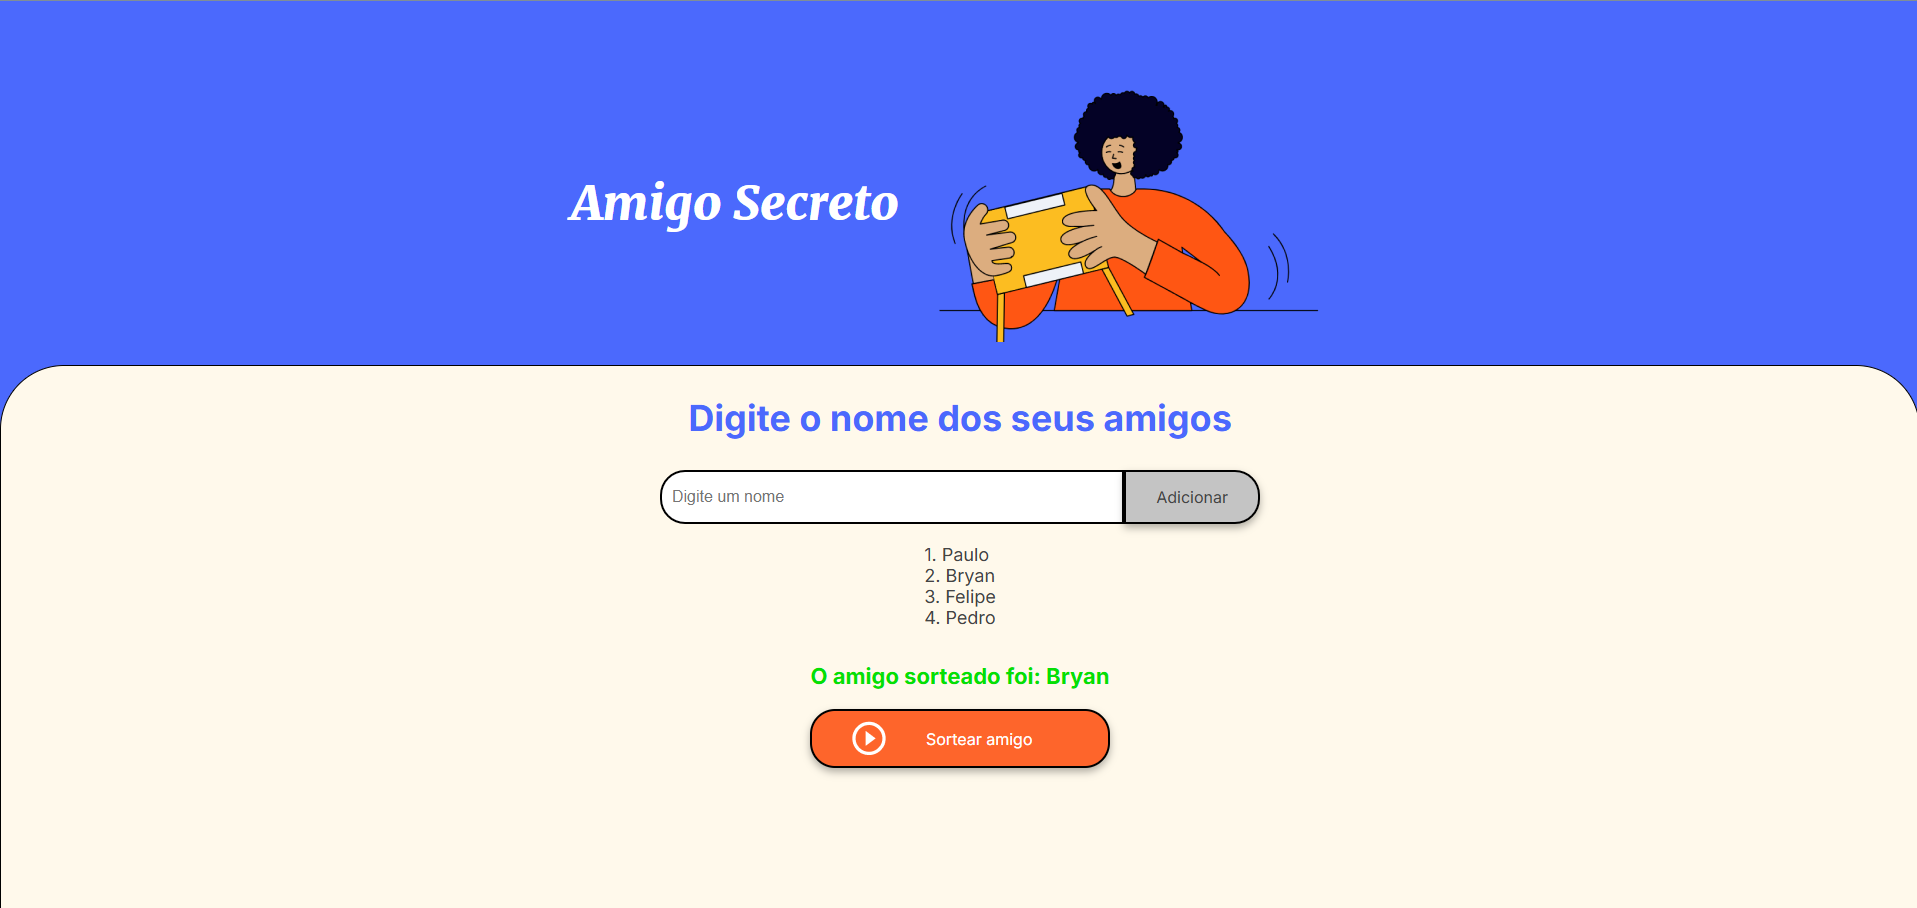 Amigo Secreto
Digite o nome dos seus amigos
Digite um nome
Adicionar
1. Paulo
2. Bryan
3. Felipe
4. Pedro
O amigo sorteado foi: Bryan
Sortear amigo